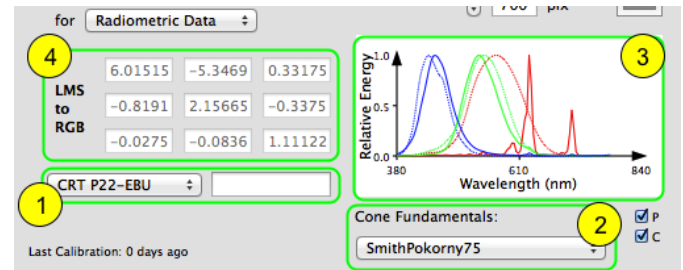 for Radiometric Data
700 pix
4
LMS to RGB
6.01515 −5.3469 0.33175
−0.8191 2.15665 −0.3375
−0.0275 −0.0836 1.11122
CRT P22-EBU
1
Last Calibration: 0 days ago
3
Relative Energy
1.0
0.5
0.0
380 610 840
Wavelength (nm)
Cone Fundamentals:
2
SmithPokorny75
P
C